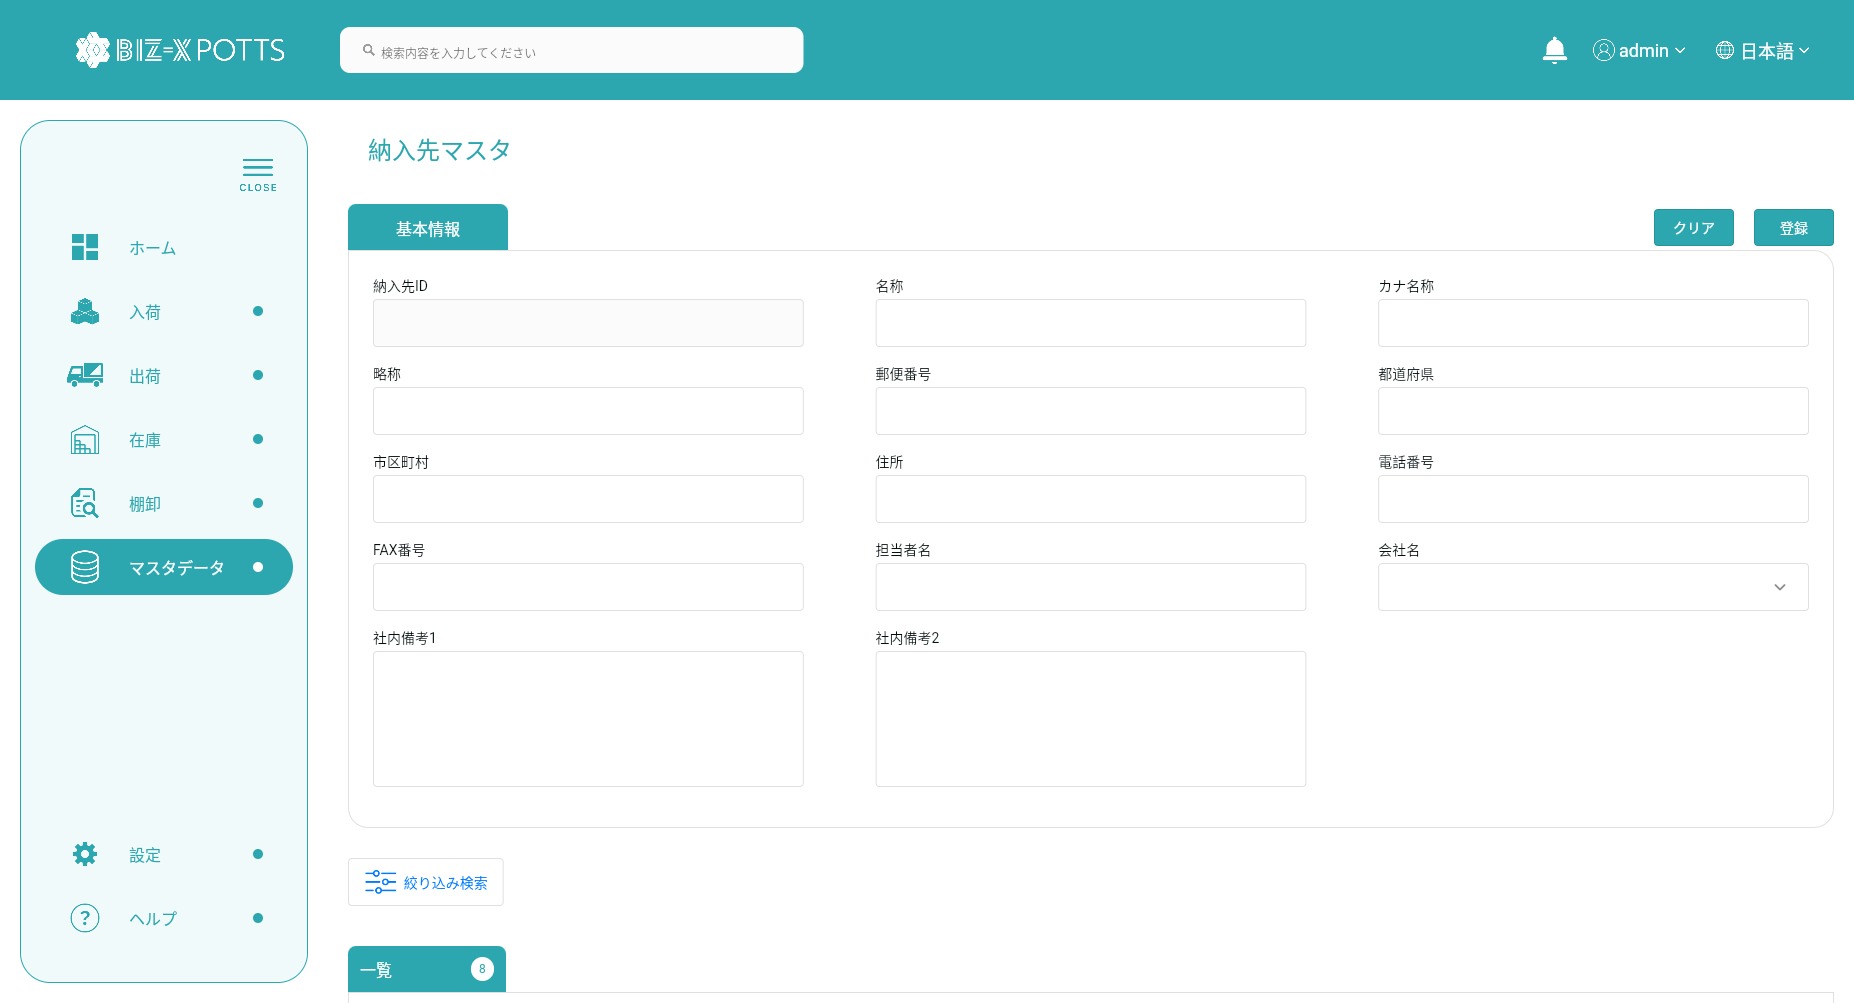 BIZ=X POTTS
検索内容を入力してください
admin
日本語
CLOSE
ホーム
入荷
出荷
在庫
棚卸
マスタデータ
設定
?
ヘルプ
納入先マスタ
基本情報
クリア
登録
納入先ID
名称
カナ名称
略称
郵便番号
都道府県
市区町村
住所
電話番号
FAX番号
担当者名
会社名
社内備考1
社内備考2
絞り込み検索
一覧
8